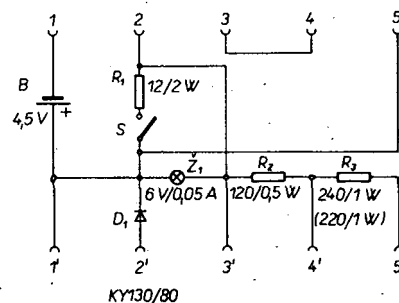 1 2 3 4 5
B
4,5 V +
R1 12/2 W
S
Ž1
6 V/0,05 A
R2
120/0,5 W
R3
240/1 W
(220/1 W)
D1
1' 2' 3' 4' 5
KY130/80